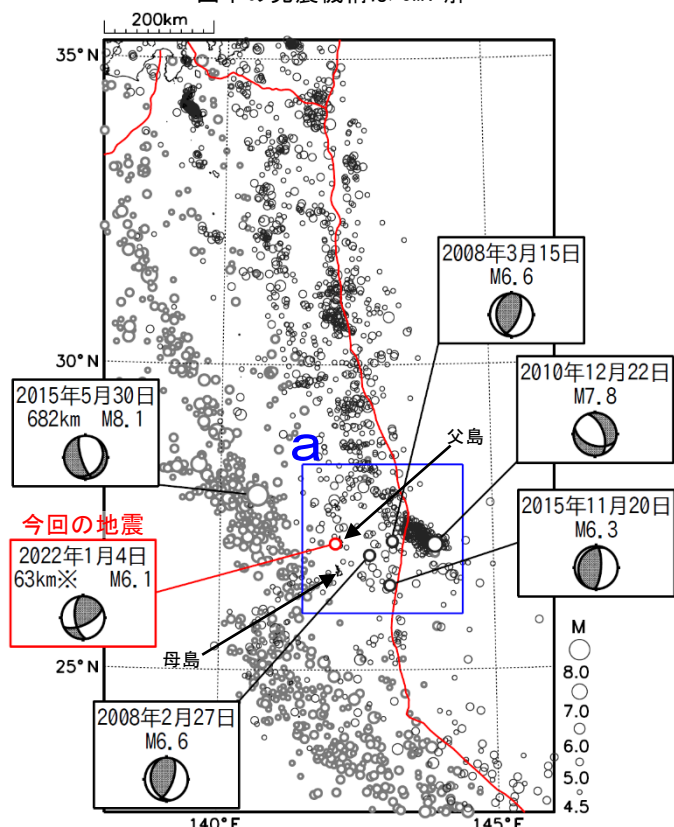 200km
35°N
2008年3月15日
M6.6
30°N
2010年12月22日
M7.8
2015年5月30日
682km M8.1
父島
a
2015年11月20日
M6.3
今回の地震
2022年1月4日
63km※ M6.1
母島
25°N
M
8.0
7.0
6.0
5.0
4.5
2008年2月27日
M6.6
140°E
145°E